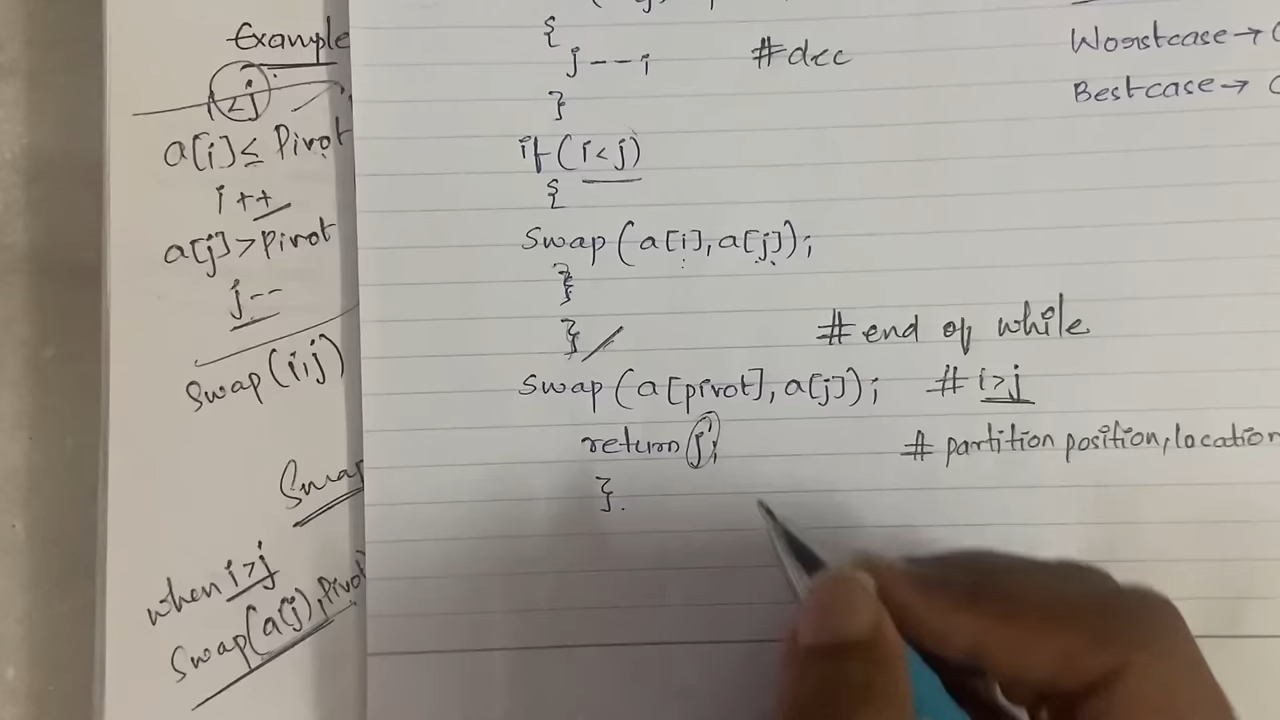 Example
i<j
a[i]≤ Pivot
i++
a[j]>Pivot
j--
Swap(i,j)
Swap
when i>j
Swap(a[j],Pivo
{
j--;    #dec
}
if(i<j)
{
Swap(a[i],a[j]);
}
}    #end of while
Swap(a[pivot],a[j]);    # i>j
return j;    # partition position,location
}.
Worstcase→
Bestcase→